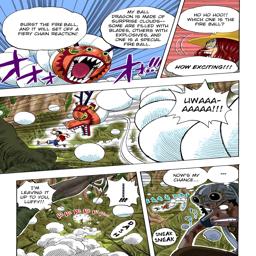 BURST THE FIRE BALL,
AND IT WILL SET OFF A
FIERY CHAIN REACTION!
MY BALL
DRAGON IS MADE OF
SURPRISE CLOUDS--
SOME ARE FILLED WITH
BLADES, OTHERS WITH
EXPLOSIVES, AND
ONE IS A SPECIAL
FIRE BALL.
HO HO HO!!
WHICH ONE IS
THE FIRE BALL?
HOW EXCITING!!!
UWAAA-
AAAAA!!!
I'M
LEAVING IT
UP TO YOU,
LUFFY!!
NOW'S MY
CHANCE...
SNEAK
SNEAK